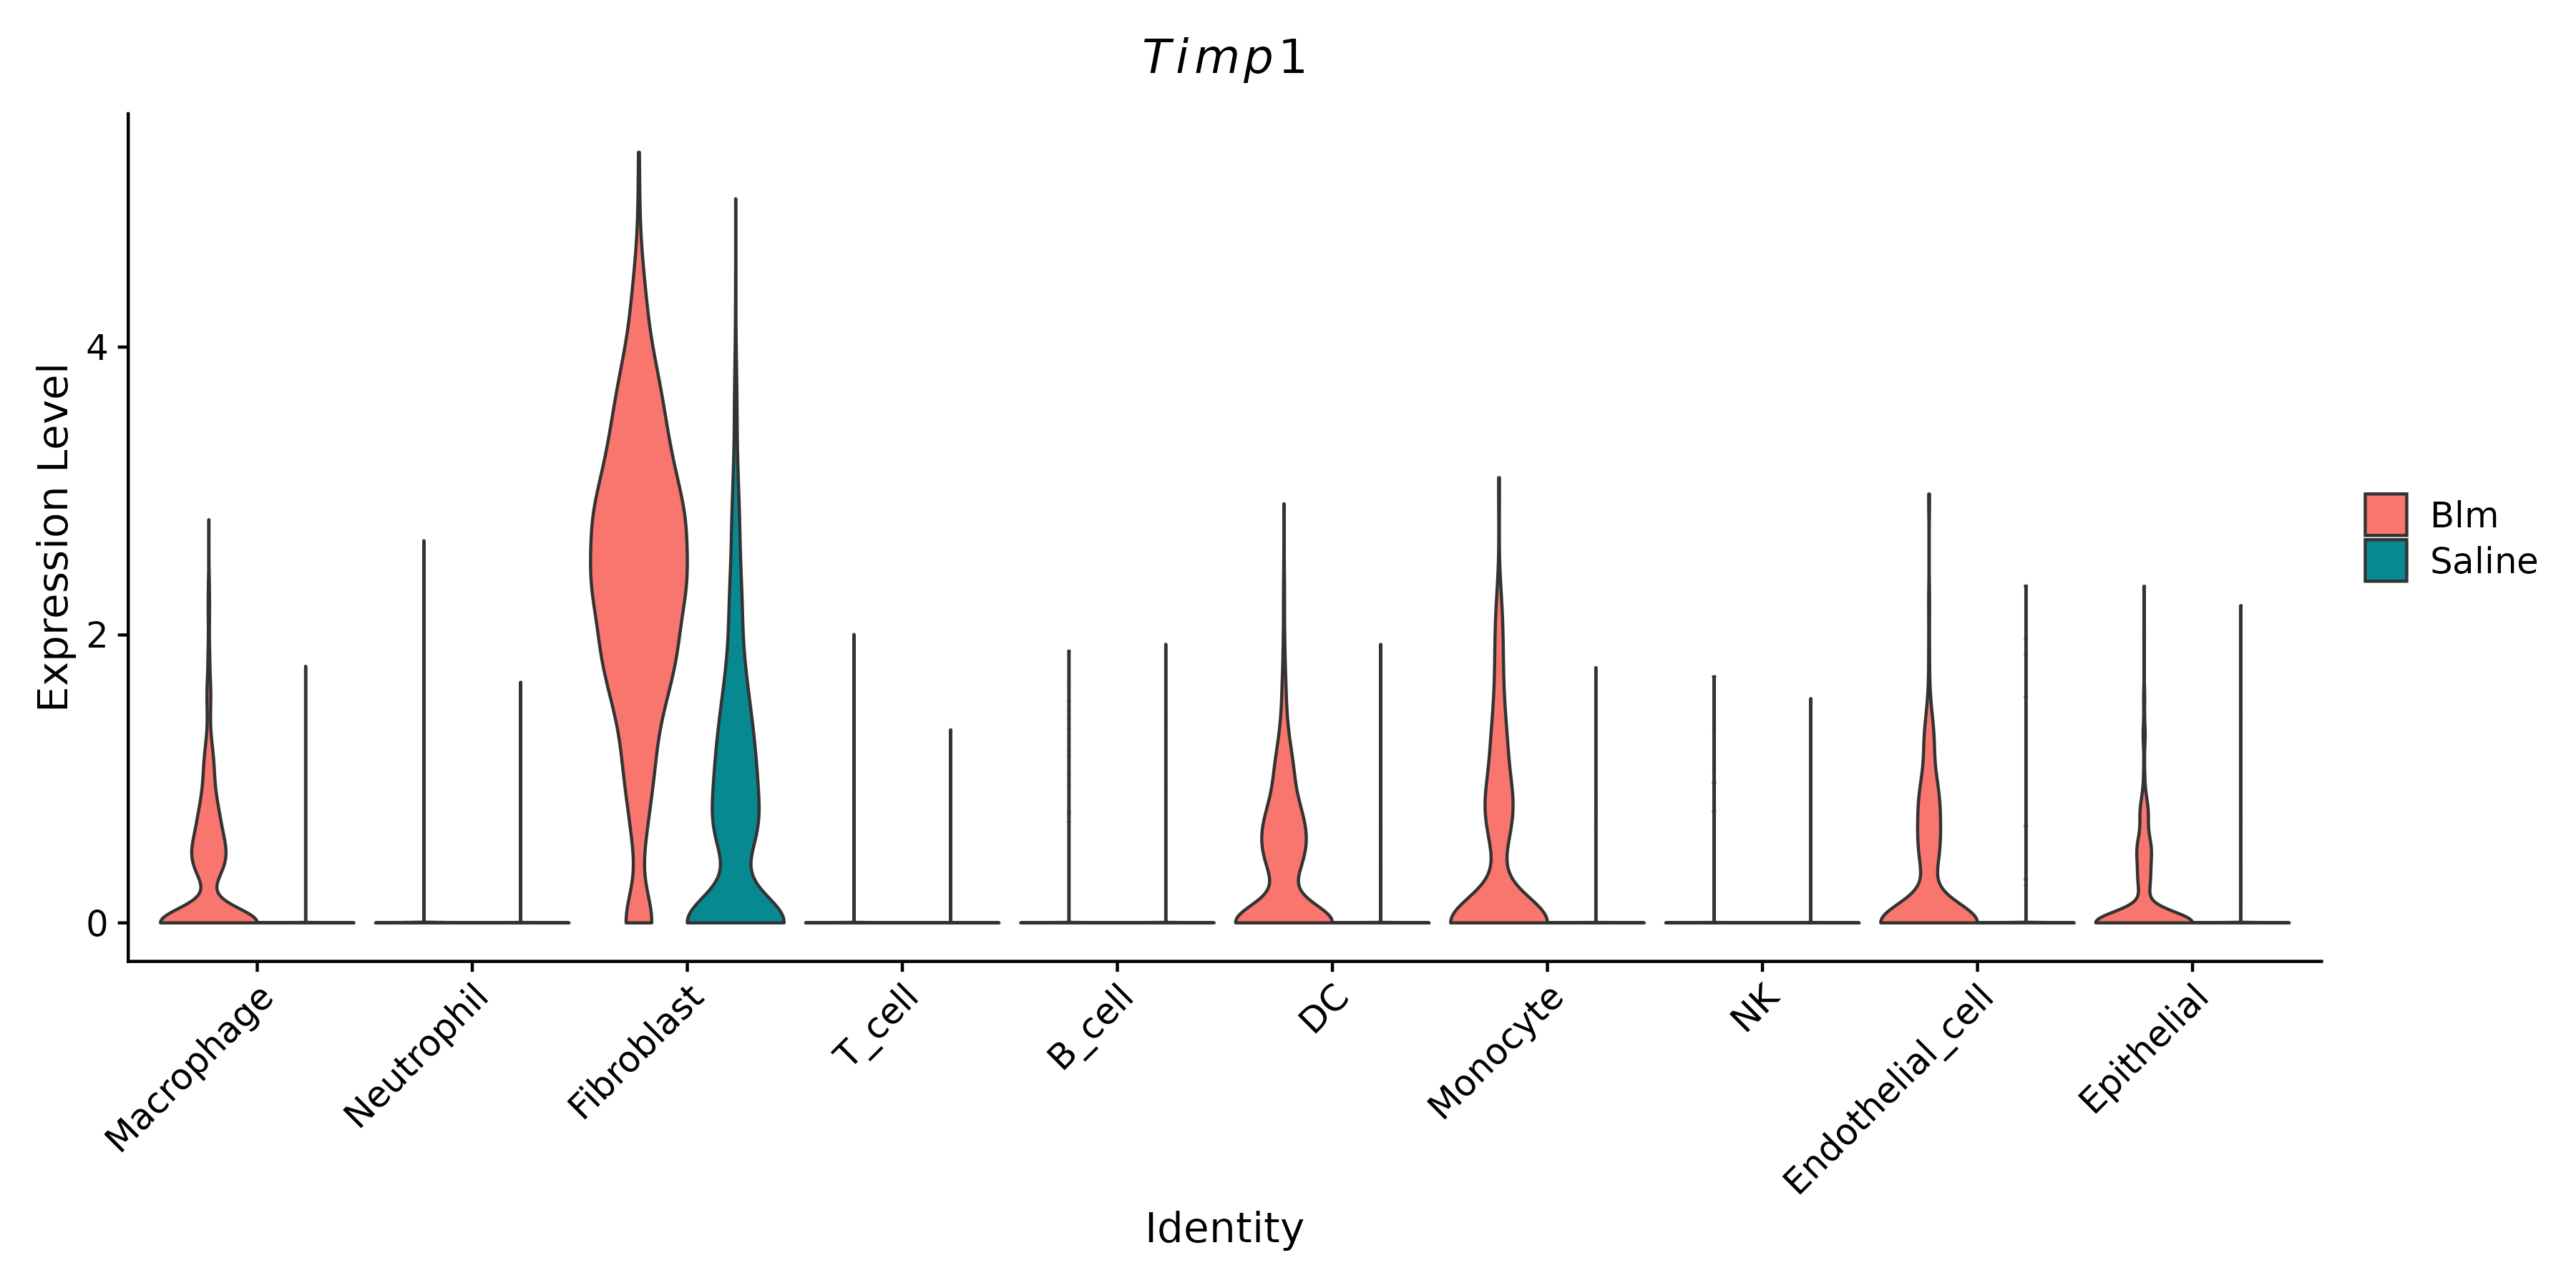 Timp1
Expression Level
4
2
0
Macrophage
Neutrophil
Fibroblast
T_cell
B_cell
DC
Monocyte
NK
Endothelial_cell
Epithelial
Identity
Blm
Saline